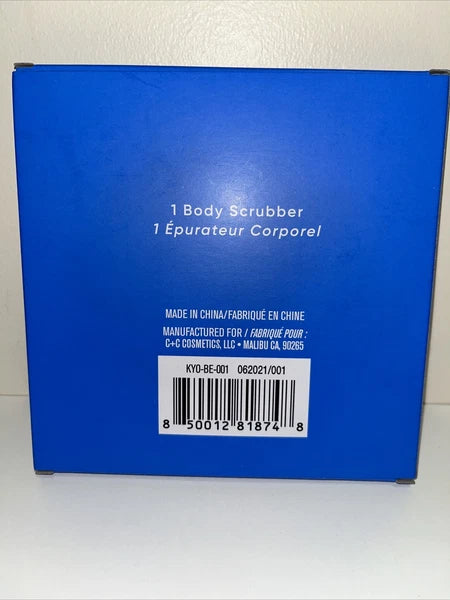 1 Body Scrubber
1 Épurateur Corporel
MADE IN CHINA/FABRIQUÉ EN CHINE
MANUFACTURED FOR / FABRIQUÉ POUR :
C+C COSMETICS, LLC • MALIBU CA, 90265
KYO-BE-001 062021/001
8 50012 81874 8